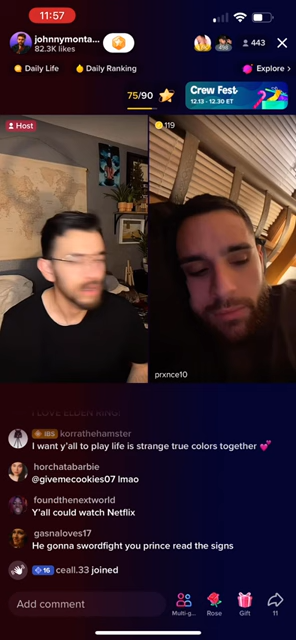 11:57
johnnymonta...
82.3K likes
443
Daily Life
Daily Ranking
Explore >
75/90
Crew Fest
12.13 - 12.30 ET
Host
119
prxnce10
I LOVE ELDEN RING!
IBS korrathehamster
I want y'all to play life is strange true colors together 💕
horchatabarbie
@givemecookies07 lmao
foundthenextworld
Y'all could watch Netflix
gasnaloves17
He gonna swordfight you prince read the signs
16 ceall.33 joined
Add comment
Multi-g...
Rose
Gift
11